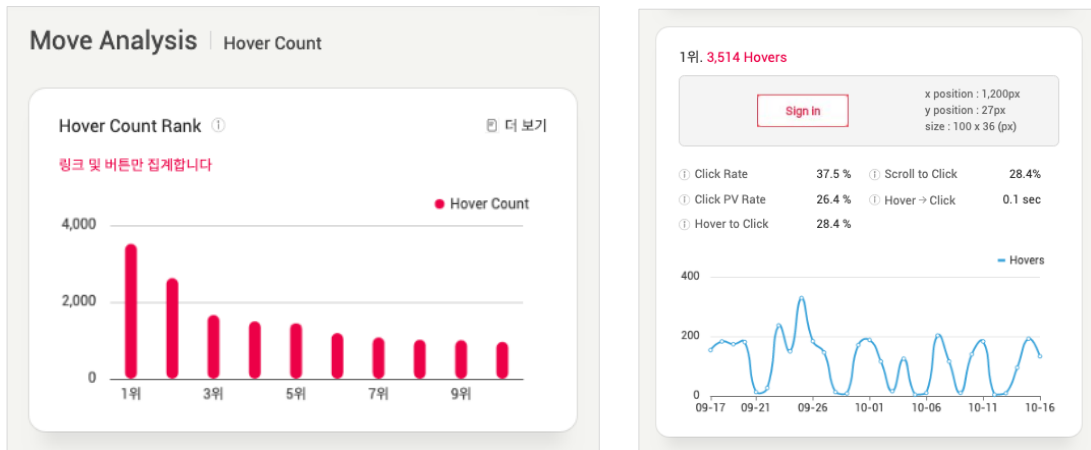 Move Analysis | Hover Count
Hover Count Rank ⓘ 더 보기
링크 및 버튼만 집계합니다
Hover Count
4,000
2,000
0
1위 3위 5위 7위 9위
1위. 3,514 Hovers
Sign in
x position : 1,200px
y position : 27px
size : 100 x 36 (px)
ⓘ Click Rate 37.5 % ⓘ Scroll to Click 28.4%
ⓘ Click PV Rate 26.4 % ⓘ Hover → Click 0.1 sec
ⓘ Hover to Click 28.4 %
Hovers
400
200
0
09-17 09-21 09-26 10-01 10-06 10-11 10-16